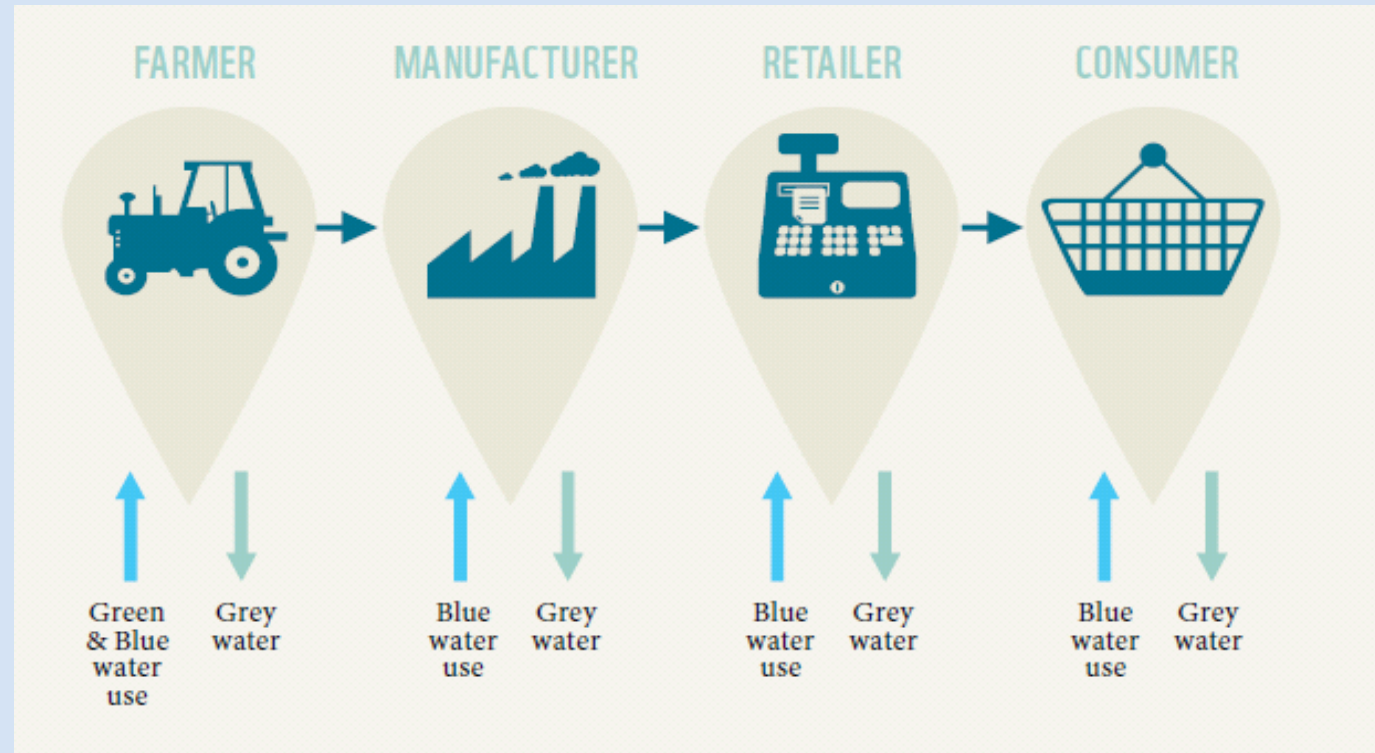 FARMER
MANUFACTURER
RETAILER
CONSUMER
Green
& Blue
water
use
Grey
water
Blue
water
use
Grey
water
Blue
water
use
Grey
water
Blue
water
use
Grey
water